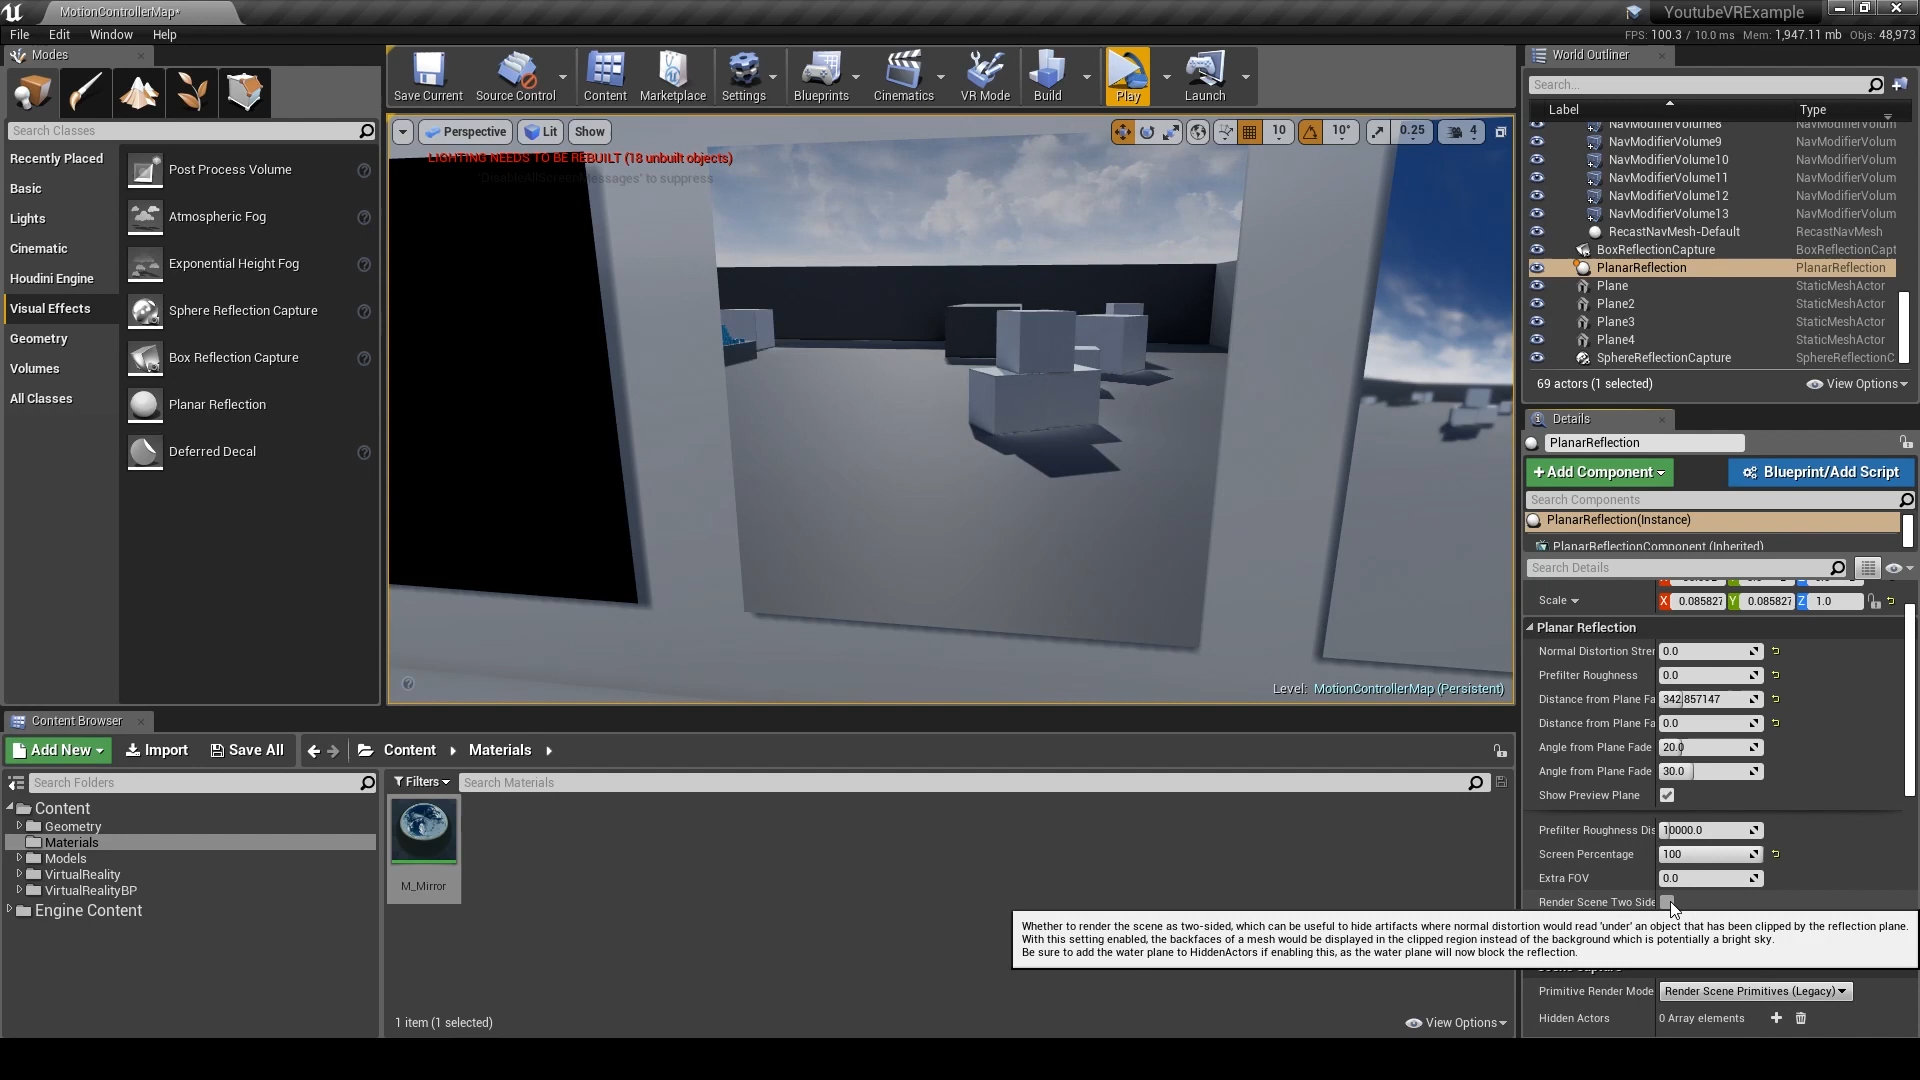 MotionControllerMap*
YoutubeVRExample
File Edit Window Help
FPS: 100.3 / 10.0 ms Mem: 1,947.11 mb Objs: 48,973
Modes
Search Classes
Recently Placed
Basic
Lights
Cinematic
Houdini Engine
Visual Effects
Geometry
Volumes
All Classes
Post Process Volume
Atmospheric Fog
Exponential Height Fog
Sphere Reflection Capture
Box Reflection Capture
Planar Reflection
Deferred Decal
Save Current
Source Control
Content
Marketplace
Settings
Blueprints
Cinematics
VR Mode
Build
Play
Launch
Perspective Lit Show
10 10° 0.25 4
LIGHTING NEEDS TO BE REBUILT (18 unbuilt objects)
'DisableAllScreenMessages' to suppress
Level: MotionControllerMap (Persistent)
World Outliner
Search...
Label Type
NavModifierVolume8 NavModifierVolum
NavModifierVolume9 NavModifierVolum
NavModifierVolume10 NavModifierVolum
NavModifierVolume11 NavModifierVolum
NavModifierVolume12 NavModifierVolum
NavModifierVolume13 NavModifierVolum
RecastNavMesh-Default RecastNavMesh
BoxReflectionCapture BoxReflectionCapt
PlanarReflection PlanarReflection
Plane StaticMeshActor
Plane2 StaticMeshActor
Plane3 StaticMeshActor
Plane4 StaticMeshActor
SphereReflectionCapture SphereReflectionC
69 actors (1 selected) View Options
Details
PlanarReflection
+Add Component Blueprint/Add Script
Search Components
PlanarReflection(Instance)
PlanarReflectionComponent (Inherited)
Search Details
Scale X 0.085827 Y 0.085827 Z 1.0
Planar Reflection
Normal Distortion Stren 0.0
Prefilter Roughness 0.0
Distance from Plane Fa 342.857147
Distance from Plane Fa 0.0
Angle from Plane Fade 20.0
Angle from Plane Fade 30.0
Show Preview Plane
Prefilter Roughness Dis 10000.0
Screen Percentage 100
Extra FOV 0.0
Render Scene Two Side
Whether to render the scene as two-sided, which can be useful to hide artifacts where normal distortion would read 'under' an object that has been clipped by the reflection plane.
With this setting enabled, the backfaces of a mesh would be displayed in the clipped region instead of the background which is potentially a bright sky.
Be sure to add the water plane to HiddenActors if enabling this, as the water plane will now block the reflection.
Primitive Render Mode Render Scene Primitives (Legacy)
Hidden Actors 0 Array elements
Content Browser
Add New Import Save All Content Materials
Search Folders
Content
Geometry
Materials
Models
VirtualReality
VirtualRealityBP
Engine Content
Filters Search Materials
M_Mirror
1 item (1 selected) View Options